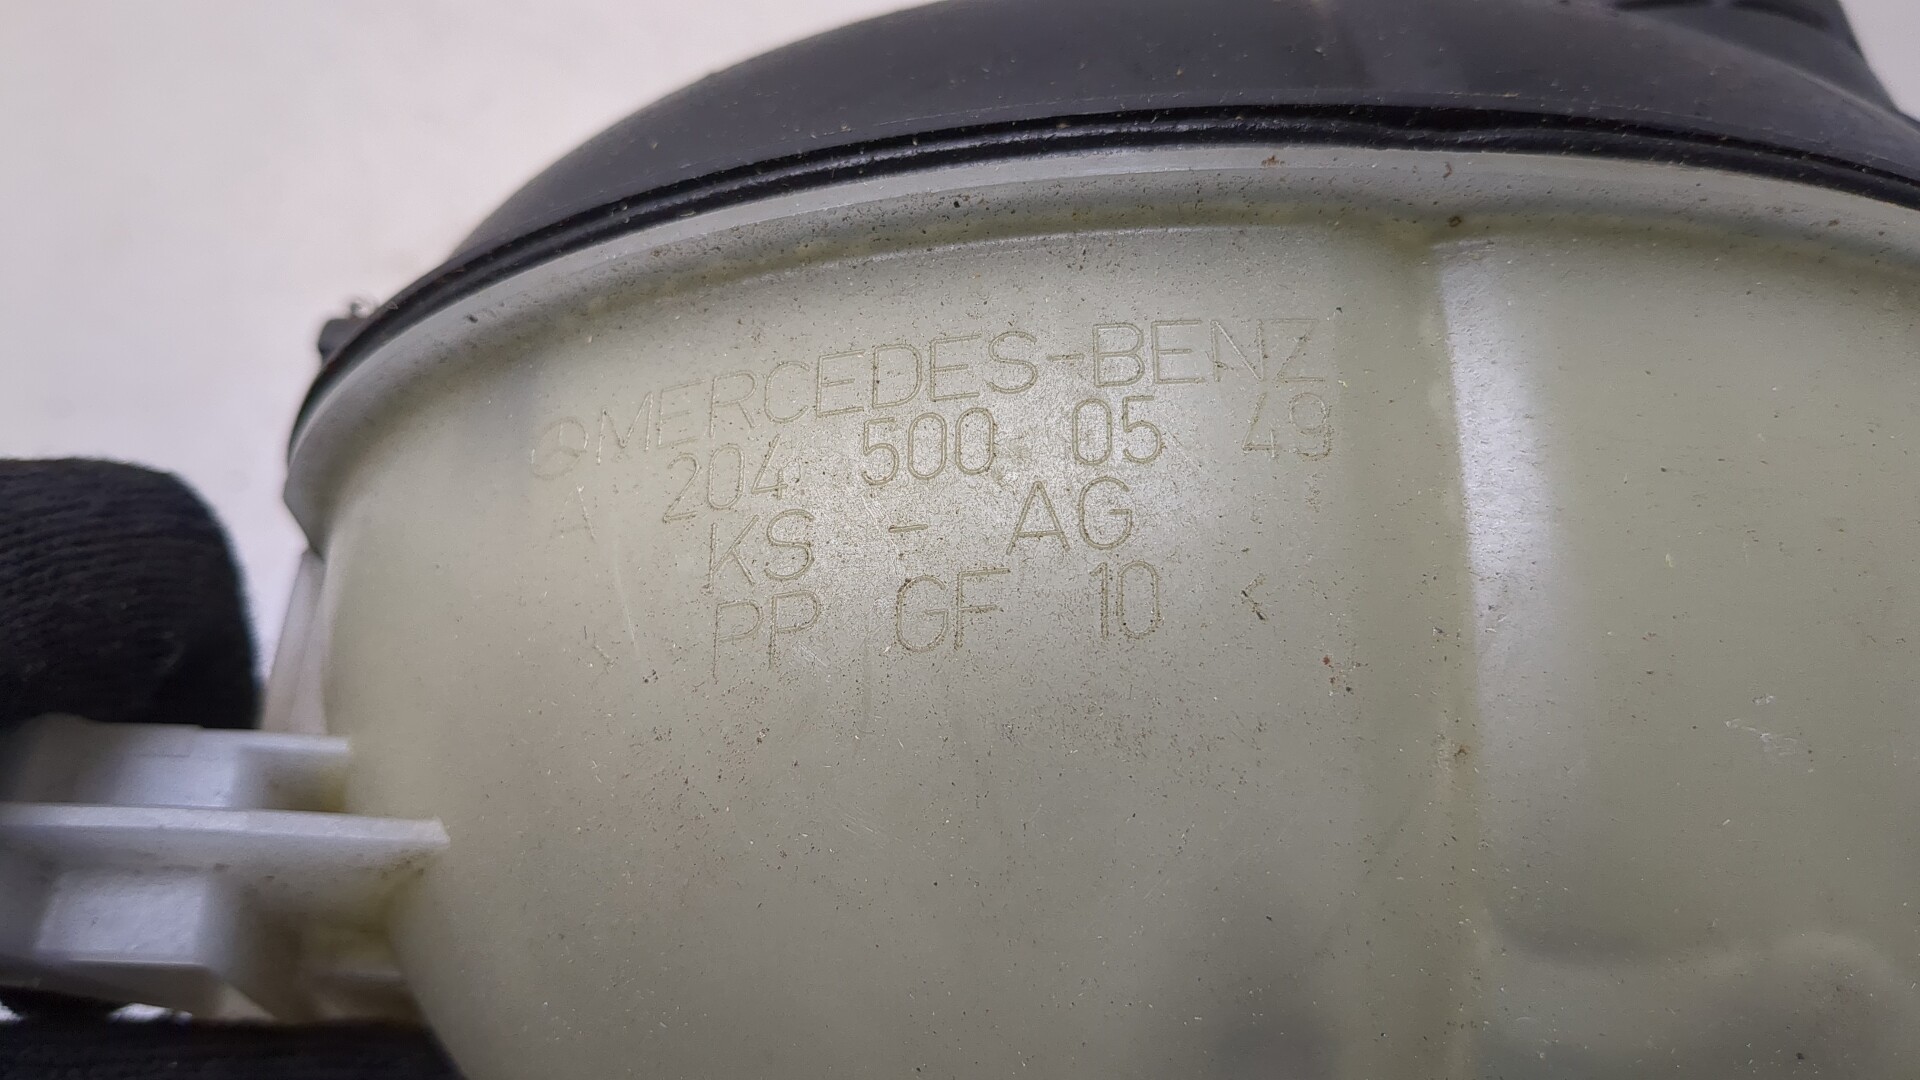 MERCEDES-BENZ
A 204 500 05 49
KS - AG
> PP GF 10 <